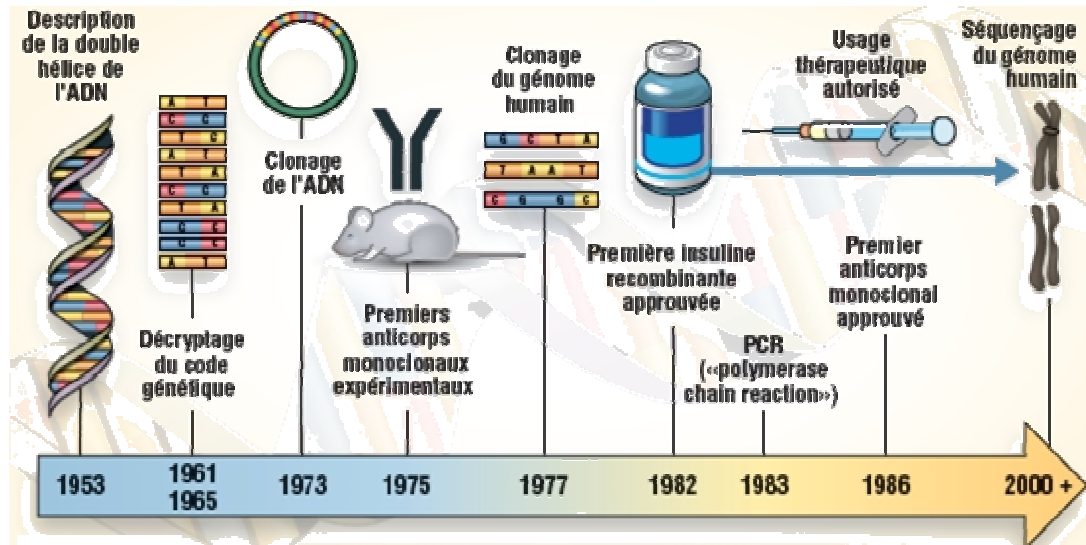 Description
de la double
hélice de
l'ADN
A T
C G
T C
A T
T A
C G
T A
C C
C C
A T
Décryptage
du code
génétique
Clonage
de l'ADN
Premiers
anticorps
monoclonaux
expérimentaux
Clonage
du génome
humain
G C T A
T A A T
C G G C
Première insuline
recombinante
approuvée
PCR
(«polymerase
chain reaction»)
Usage
thérapeutique
autorisé
Premier
anticorps
monoclonal
approuvé
Séquençage
du génome
humain
1953
1961
1965
1973
1975
1977
1982
1983
1986
2000 +